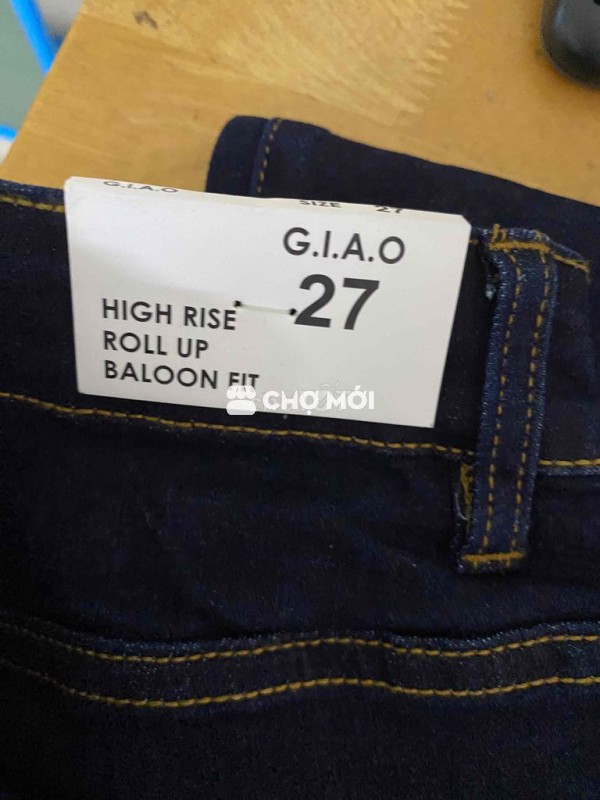 G.I.A.O
SIZE 27
G.I.A.O
27
HIGH RISE
ROLL UP
BALOON FIT
CHỢ MỚI